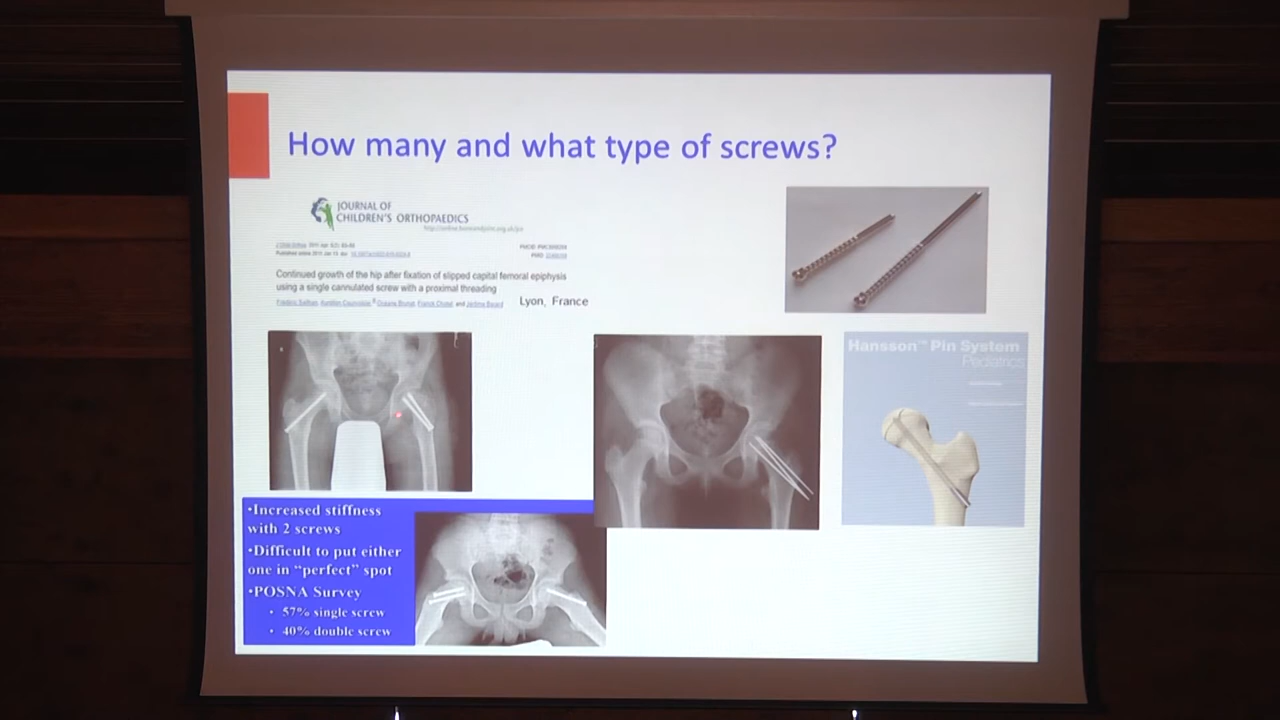 How many and what type of screws?
JOURNAL OF
CHILDREN'S ORTHOPAEDICS
Continued growth of the hip after fixation of slipped capital femoral epiphysis
using a single cannulated screw with a proximal threading
Lyon, France
Hansson™ Pin System
Pediatrics
•Increased stiffness
with 2 screws
•Difficult to put either
one in "perfect" spot
•POSNA Survey
• 57% single screw
• 40% double screw